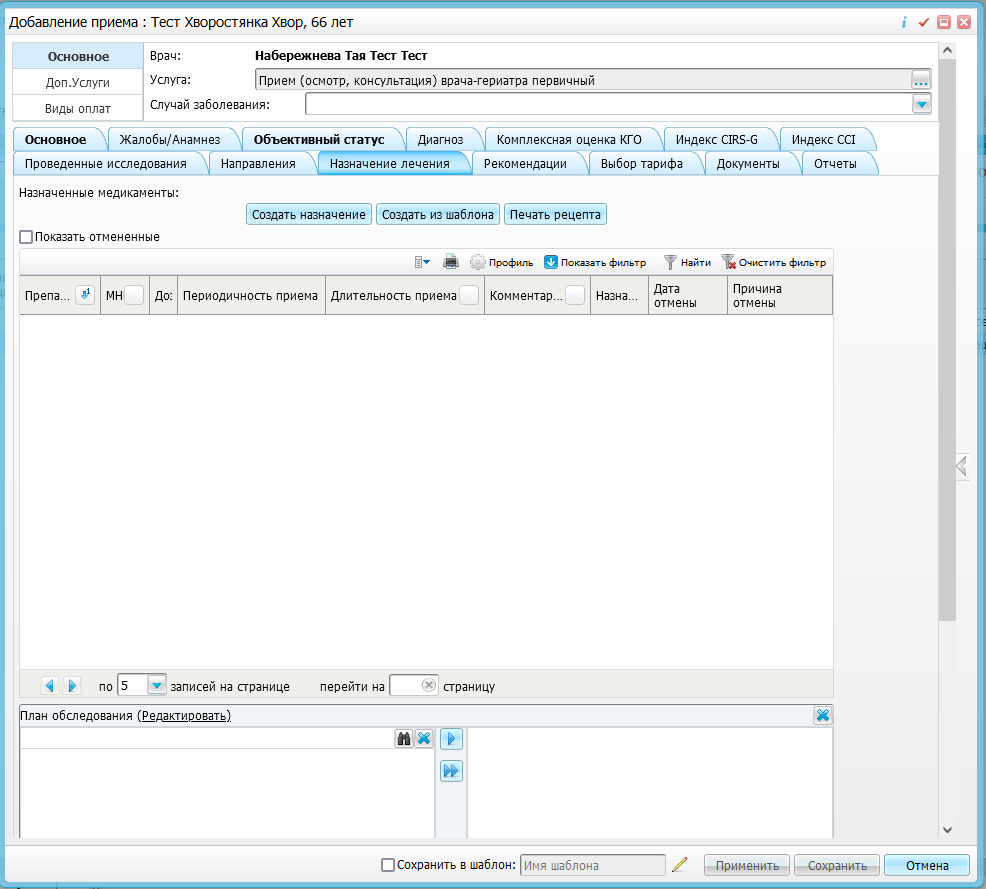 Добавление приема : Тест Хворостянка Хвор, 66 лет
Основное
Доп.Услуги
Виды оплат
Врач: Набережнева Тая Тест Тест
Услуга: Прием (осмотр, консультация) врача-гериатра первичный ...
Случай заболевания:
Основное Жалобы/Анамнез Объективный статус Диагноз Комплексная оценка КГО Индекс CIRS-G Индекс CCI
Проведенные исследования Направления Назначение лечения Рекомендации Выбор тарифа Документы Отчеты
Назначенные медикаменты:
Создать назначение Создать из шаблона Печать рецепта
Показать отмененные
Профиль Показать фильтр Найти Очистить фильтр
Препа... МН До: Периодичность приема Длительность приема Комментар... Назна... Дата отмены Причина отмены
по 5 записей на странице перейти на страницу
План обследования (Редактировать)
Сохранить в шаблон: Имя шаблона Применить Сохранить Отмена